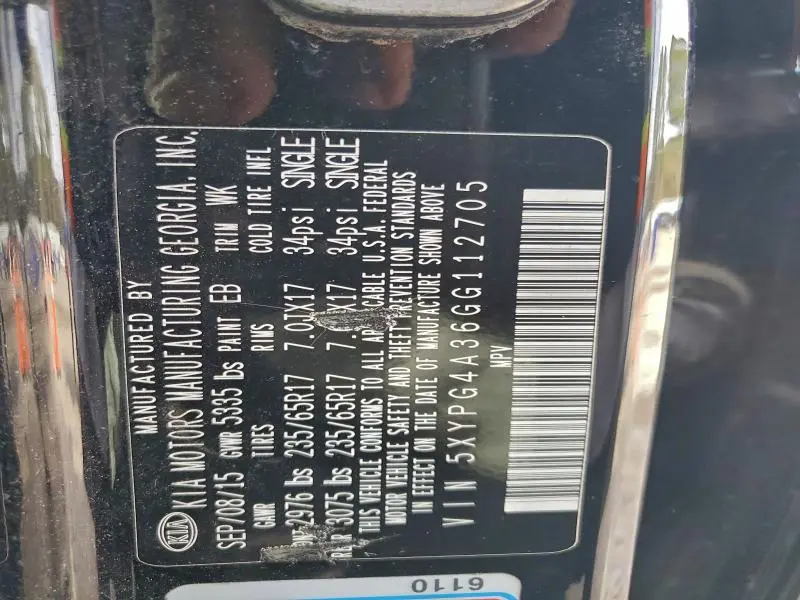 MANUFACTURED BY
KIA KIA MOTORS MANUFACTURING GEORGIA, INC.
SEP/08/15 GVWR 5335 lbs PAINT EB TRIM WK
GAWR TIRES RIMS COLD TIRE INFL
2976 lbs 235/65R17 7.0JX17 34psi SINGLE
3075 lbs 235/65R17 34psi SINGLE
THIS VEHICLE CONFORMS TO ALL U.S.A. FEDERAL
MOTOR VEHICLE SAFETY AND THEFT PREVENTION STANDARDS
IN EFFECT ON THE DATE OF MANUFACTURE SHOWN ABOVE
VIN 5XYPG4A36GG112705
MPV
6110